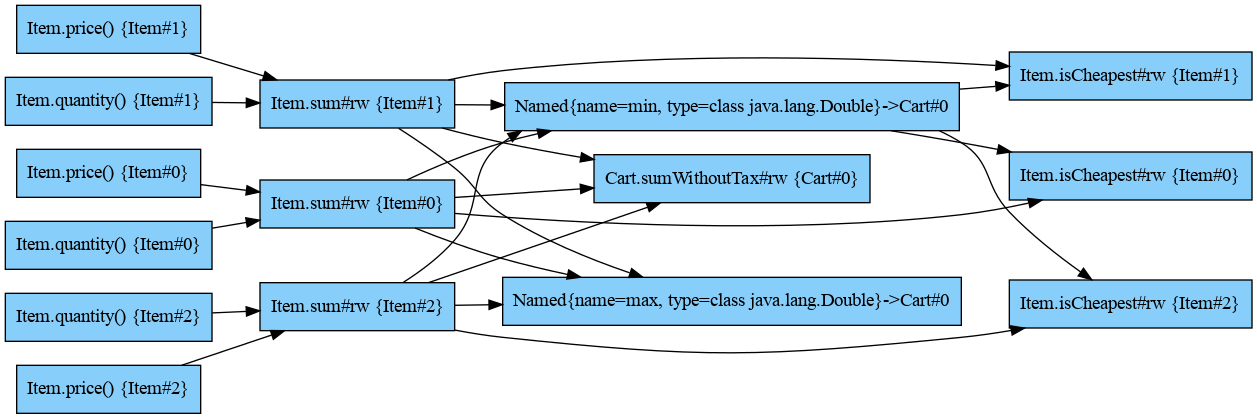 Item.price() {Item#1}
Item.quantity() {Item#1}
Item.price() {Item#0}
Item.quantity() {Item#0}
Item.quantity() {Item#2}
Item.price() {Item#2}
Item.sum#rw {Item#1}
Item.sum#rw {Item#0}
Item.sum#rw {Item#2}
Named{name=min, type=class java.lang.Double}->Cart#0
Cart.sumWithoutTax#rw {Cart#0}
Named{name=max, type=class java.lang.Double}->Cart#0
Item.isCheapest#rw {Item#1}
Item.isCheapest#rw {Item#0}
Item.isCheapest#rw {Item#2}